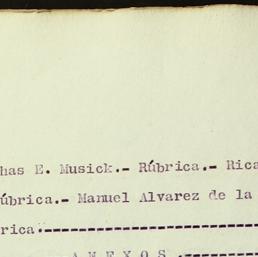 has E. Musick.- Rúbrica.- Rica
úbrica.- Manuel Alvarez de la
rica.------------------------
A N E X O S .----------